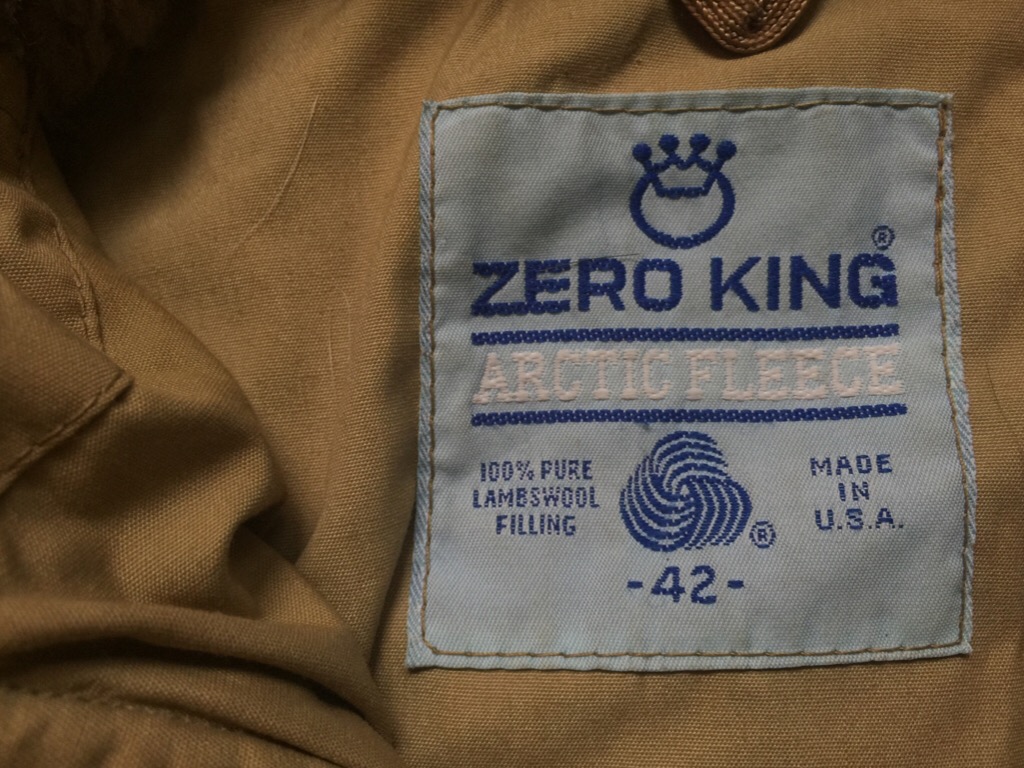 ZERO KING®
ARCTIC FLEECE
100% PURE
LAMBSWOOL
FILLING
®
MADE
IN
U.S.A.
-42-